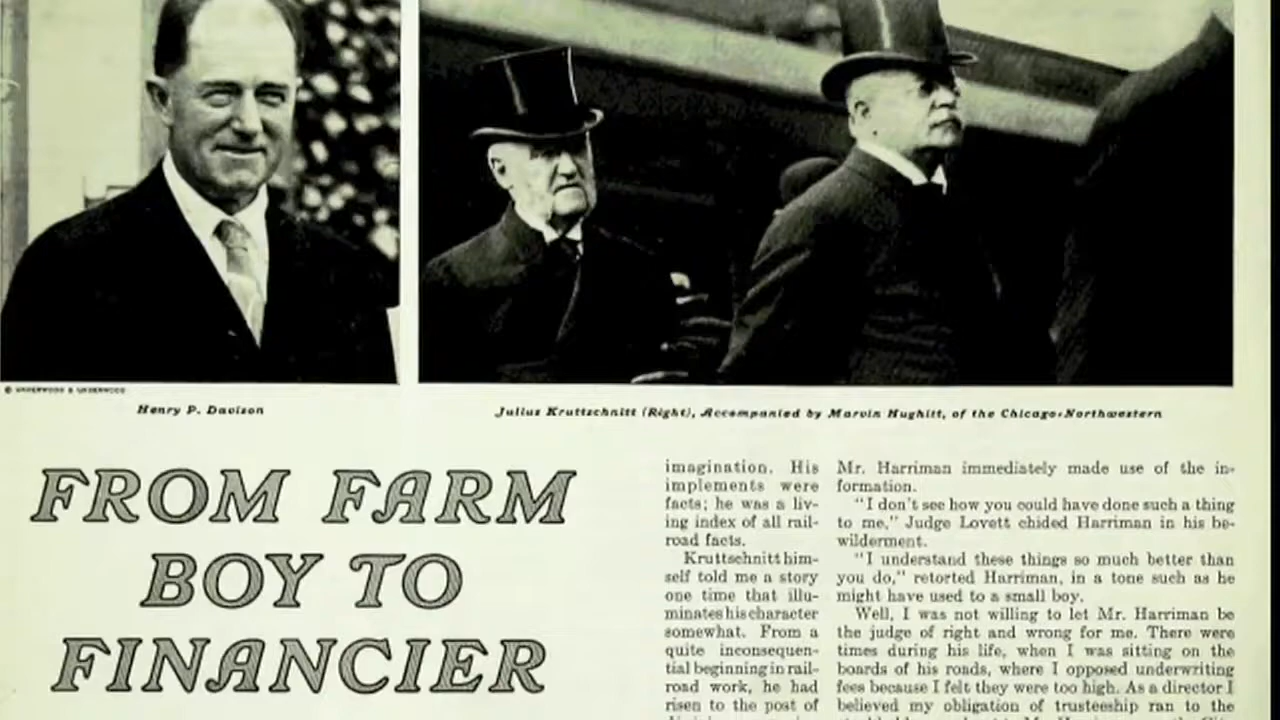 © UNDERWOOD & UNDERWOOD
Henry P. Davison
Julius Kruttschnitt (Right), Accompanied by Marvin Hughitt, of the Chicago-Northwestern
FROM FARM
BOY TO
FINANCIER
imagination. His
implements were
facts; he was a liv-
ing index of all rail-
road facts.
Kruttschnitt him-
self told me a story
one time that illu-
minates his character
somewhat. From a
quite inconsequen-
tial beginning in rail-
road work, he had
risen to the post of
Mr. Harriman immediately made use of the in-
formation.
"I don't see how you could have done such a thing
to me," Judge Lovett chided Harriman in his be-
wilderment.
"I understand these things so much better than
you do," retorted Harriman, in a tone such as he
might have used to a small boy.
Well, I was not willing to let Mr. Harriman be
the judge of right and wrong for me. There were
times during his life, when I was sitting on the
boards of his roads, where I opposed underwriting
fees because I felt they were too high. As a director I
believed my obligation of trusteeship ran to the